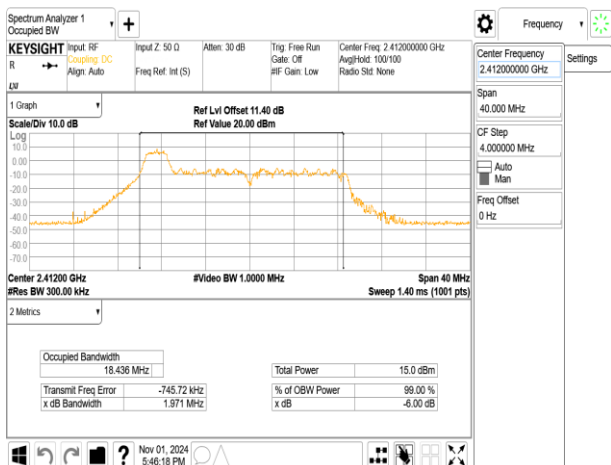 Spectrum Analyzer 1
Occupied BW
Frequency
KEYSIGHT
R
LXI
Input: RF
Coupling: DC
Align: Auto
Input Z: 50 Ω
Freq Ref: Int (S)
Atten: 30 dB
Trig: Free Run
Gate: Off
#IF Gain: Low
Center Freq: 2.412000000 GHz
Avg|Hold: 100/100
Radio Std: None
Center Frequency
2.412000000 GHz
Settings
Span
40.000 MHz
CF Step
4.000000 MHz
Auto
Man
Freq Offset
0 Hz
1 Graph
Scale/Div 10.0 dB
Ref Lvl Offset 11.40 dB
Ref Value 20.00 dBm
Log
10.0
0.00
-10.0
-20.0
-30.0
-40.0
-50.0
-60.0
-70.0
Center 2.41200 GHz
#Res BW 300.00 kHz
#Video BW 1.0000 MHz
Span 40 MHz
Sweep 1.40 ms (1001 pts)
2 Metrics
Occupied Bandwidth
18.436 MHz
Transmit Freq Error -745.72 kHz
x dB Bandwidth 1.971 MHz
Total Power 15.0 dBm
% of OBW Power 99.00 %
x dB -6.00 dB
?
Nov 01, 2024
5:46:18 PM